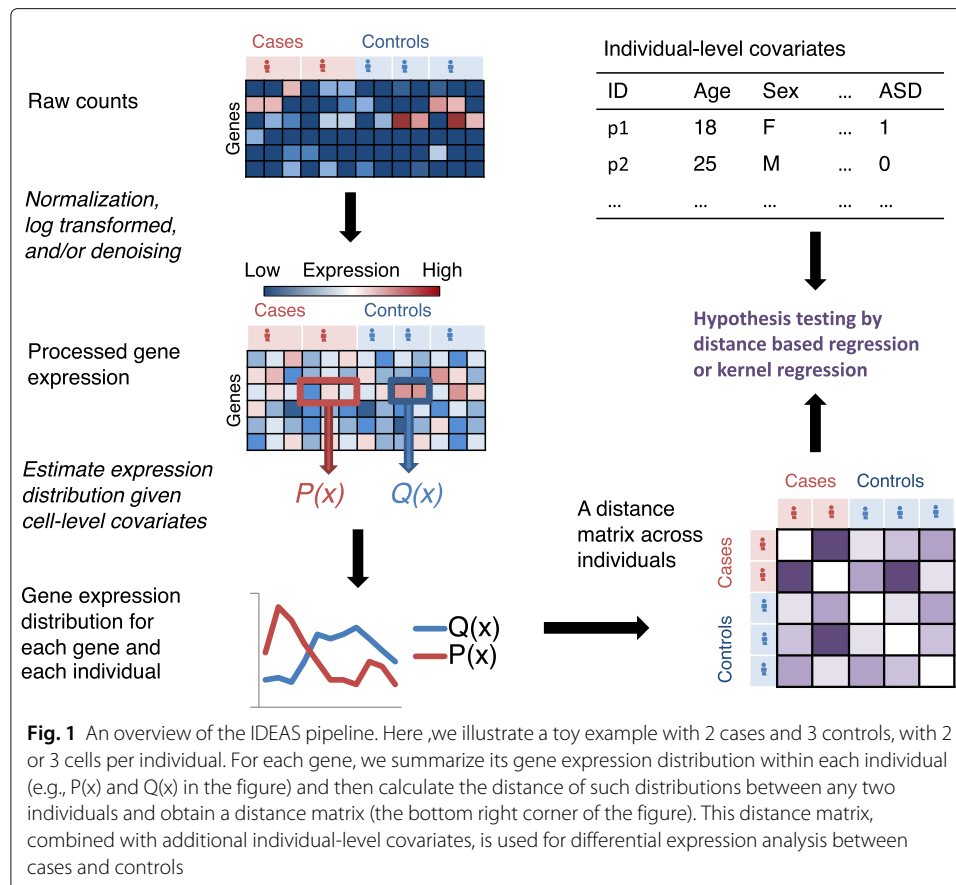 Cases Controls
Raw counts
Genes
Normalization,
log transformed,
and/or denoising
Low Expression High
Cases Controls
Processed gene
expression
Genes
Estimate expression
distribution given
cell-level covariates
P(x) Q(x)
Gene expression
distribution for
each gene and
each individual
Q(x)
P(x)
Individual-level covariates
ID Age Sex ... ASD
p1 18 F ... 1
p2 25 M ... 0
... ... ... ... ...
Hypothesis testing by
distance based regression
or kernel regression
A distance
matrix across
individuals
Cases Controls
Cases
Controls
Fig. 1 An overview of the IDEAS pipeline. Here ,we illustrate a toy example with 2 cases and 3 controls, with 2
or 3 cells per individual. For each gene, we summarize its gene expression distribution within each individual
(e.g., P(x) and Q(x) in the figure) and then calculate the distance of such distributions between any two
individuals and obtain a distance matrix (the bottom right corner of the figure). This distance matrix,
combined with additional individual-level covariates, is used for differential expression analysis between
cases and controls